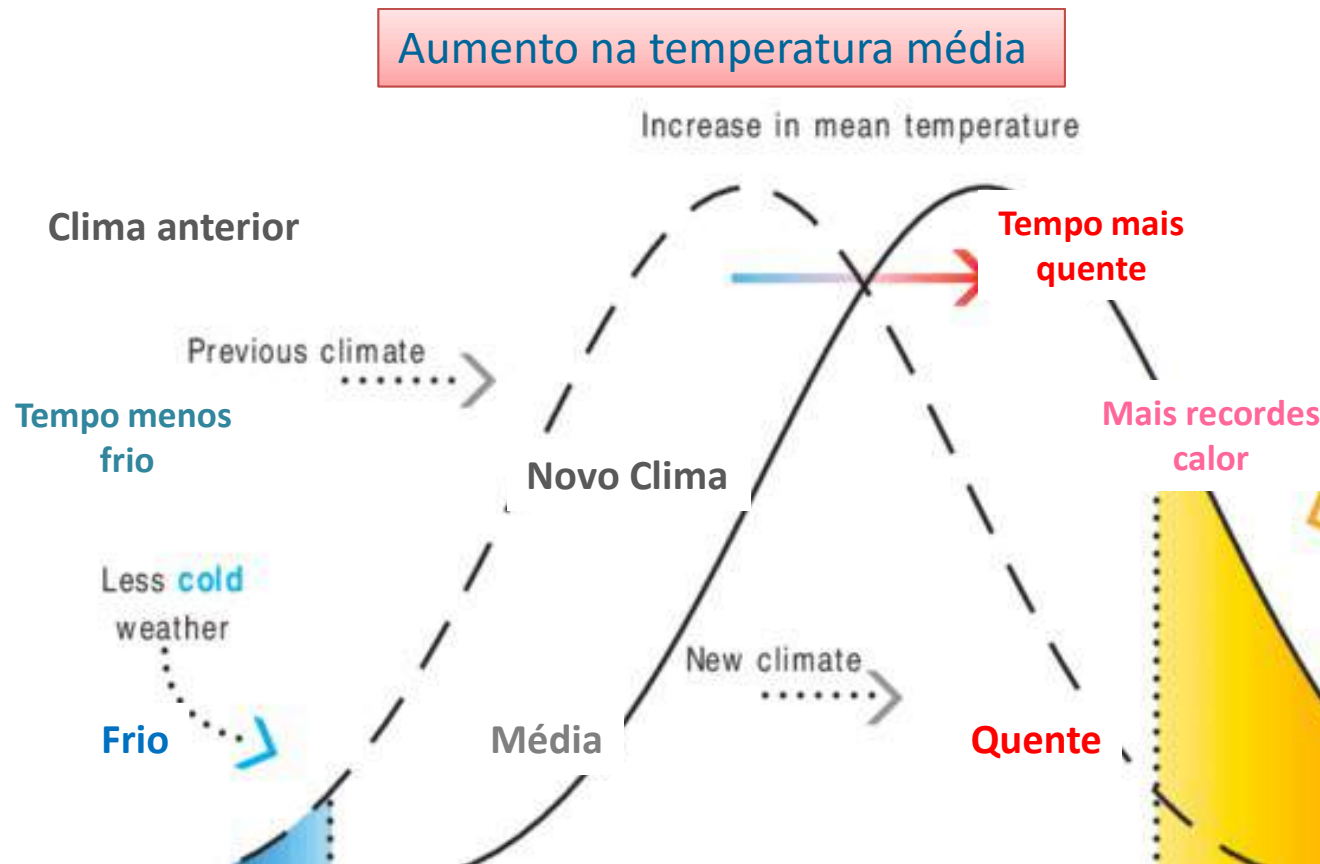 Aumento na temperatura média
Increase in mean temperature
Clima anterior
Tempo mais
quente
Previous climate
Tempo menos
frio
Mais recordes
calor
Novo Clima
Less cold
weather
New climate
Frio
Média
Quente